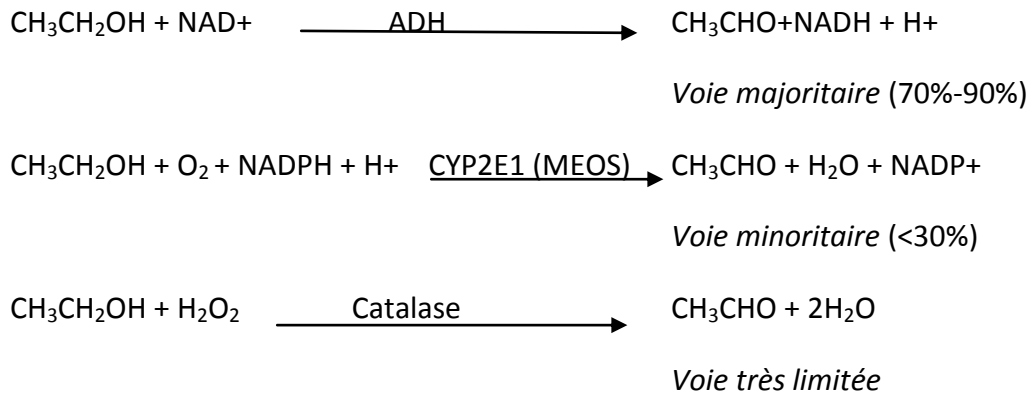 CH₃CH₂OH + NAD+ ADH CH₃CHO+NADH + H+
Voie majoritaire (70%-90%)
CH₃CH₂OH + O₂ + NADPH + H+ CYP2E1 (MEOS) CH₃CHO + H₂O + NADP+
Voie minoritaire (<30%)
CH₃CH₂OH + H₂O₂ Catalase CH₃CHO + 2H₂O
Voie très limitée